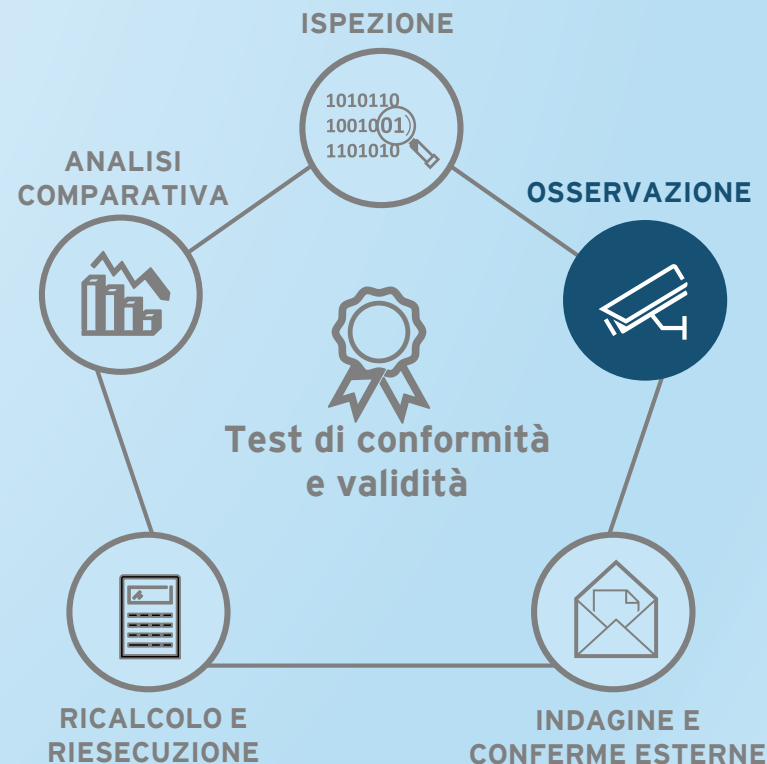 ISPEZIONE
1010110
1001001
1101010
ANALISI
COMPARATIVA
OSSERVAZIONE
Test di conformità
e validità
RICALCOLO E
RIESECUZIONE
INDAGINE E
CONFERME ESTERNE